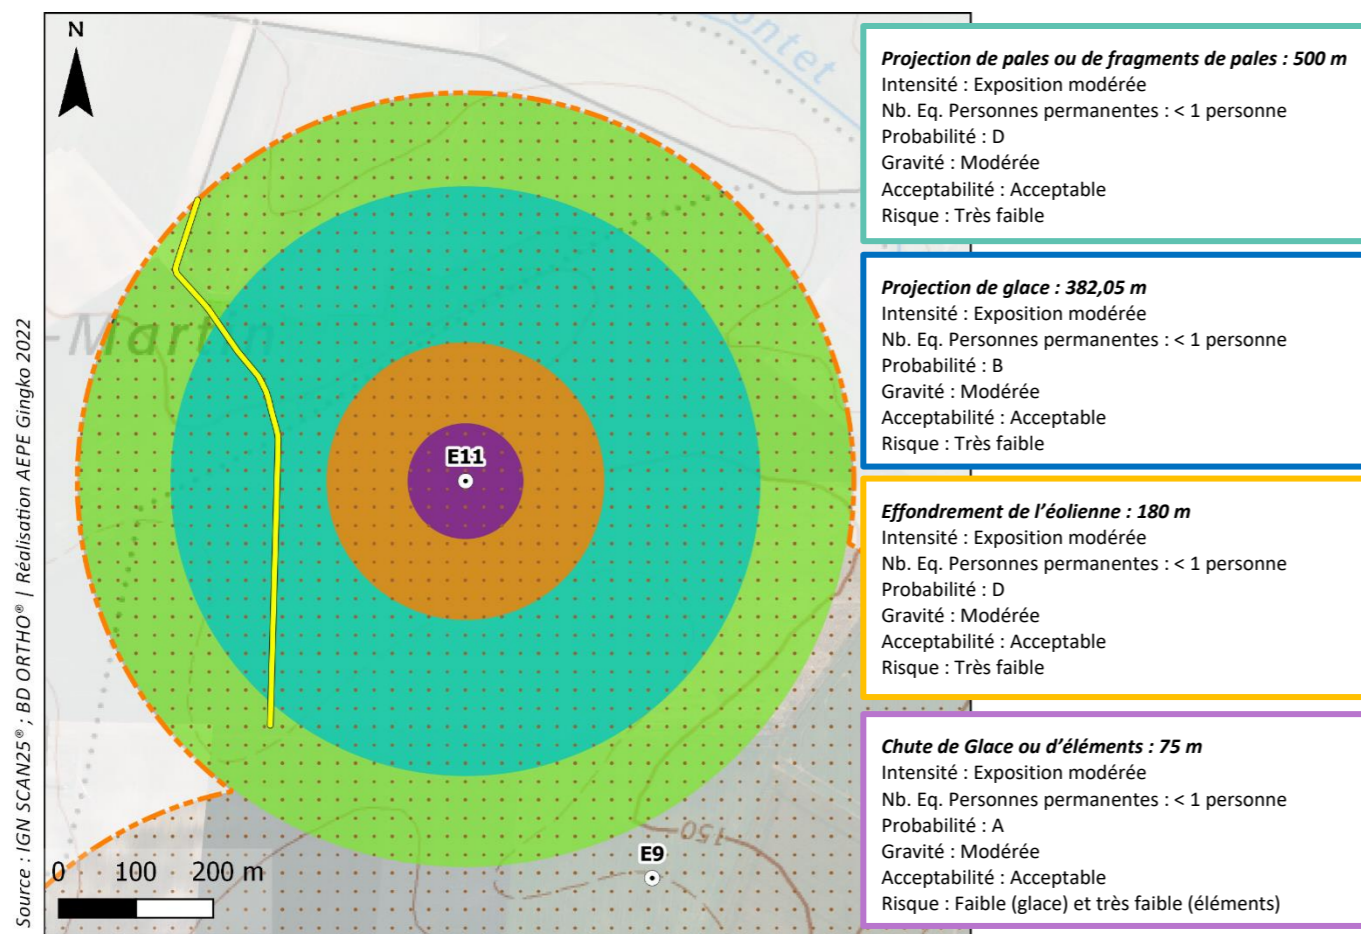 N
ontet
-Martin
E11
E9
150
0 100 200 m
Source : IGN SCAN25® ; BD ORTHO® | Réalisation AEPE Gingko 2022
Projection de pales ou de fragments de pales : 500 m
Intensité : Exposition modérée
Nb. Eq. Personnes permanentes : < 1 personne
Probabilité : D
Gravité : Modérée
Acceptabilité : Acceptable
Risque : Très faible
Projection de glace : 382,05 m
Intensité : Exposition modérée
Nb. Eq. Personnes permanentes : < 1 personne
Probabilité : B
Gravité : Modérée
Acceptabilité : Acceptable
Risque : Très faible
Effondrement de l’éolienne : 180 m
Intensité : Exposition modérée
Nb. Eq. Personnes permanentes : < 1 personne
Probabilité : D
Gravité : Modérée
Acceptabilité : Acceptable
Risque : Très faible
Chute de Glace ou d’éléments : 75 m
Intensité : Exposition modérée
Nb. Eq. Personnes permanentes : < 1 personne
Probabilité : A
Gravité : Modérée
Acceptabilité : Acceptable
Risque : Faible (glace) et très faible (éléments)